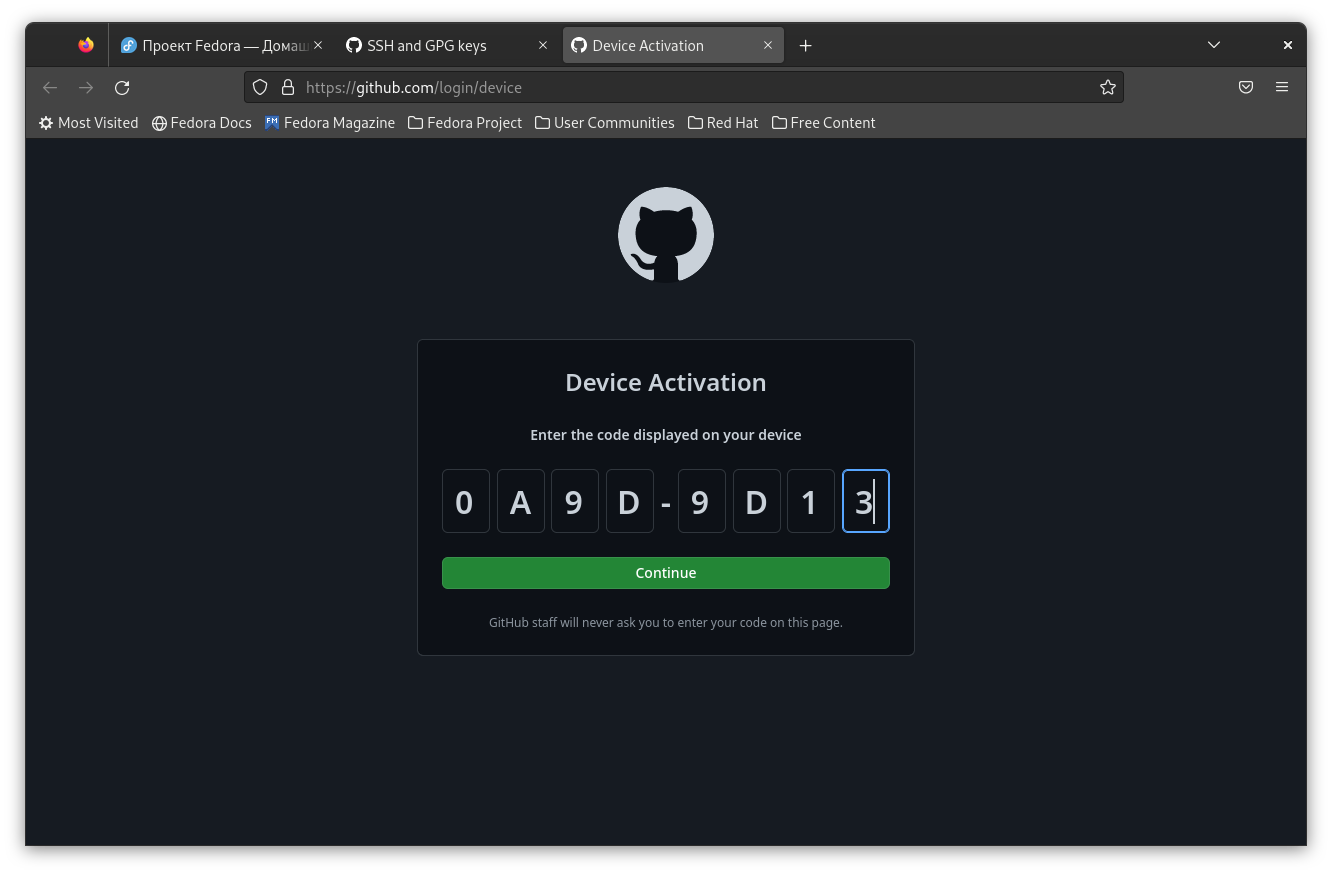 Проект Fedora — Домаш
SSH and GPG keys
Device Activation
https://github.com/login/device
Most Visited
Fedora Docs
FM
Fedora Magazine
Fedora Project
User Communities
Red Hat
Free Content
Device Activation
Enter the code displayed on your device
0 A 9 D - 9 D 1 3
Continue
GitHub staff will never ask you to enter your code on this page.